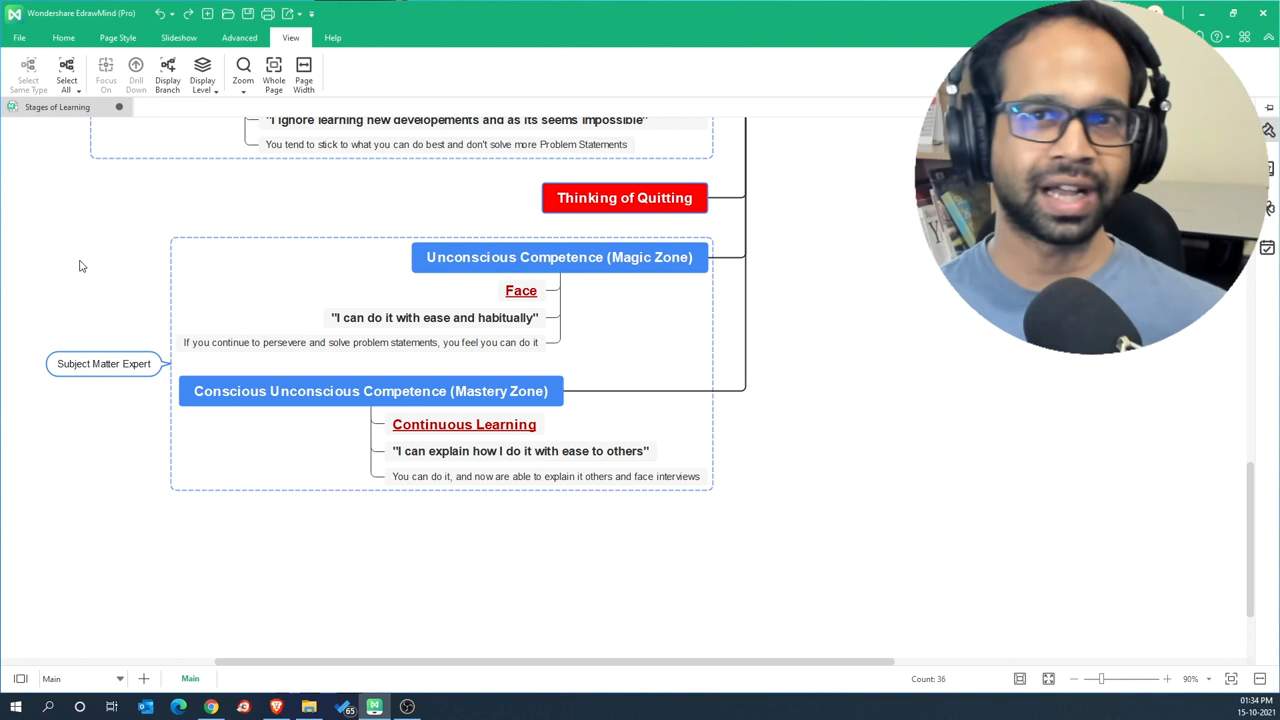 Wondershare EdrawMind (Pro)
File
Home
Page Style
Slideshow
Advanced
View
Help
Select Same Type
Select All
Focus On
Drill Down
Display Branch
Display Level
Zoom
Whole Page
Page Width
Stages of Learning
"I ignore learning new developements and as its seems impossible"
You tend to stick to what you can do best and don't solve more Problem Statements
Thinking of Quitting
Unconscious Competence (Magic Zone)
Face
"I can do it with ease and habitually"
If you continue to persevere and solve problem statements, you feel you can do it
Subject Matter Expert
Conscious Unconscious Competence (Mastery Zone)
Continuous Learning
"I can explain how I do it with ease to others"
You can do it, and now are able to explain it others and face interviews
Main
Main
Count: 36
90%
65
01:34 PM
15-10-2021